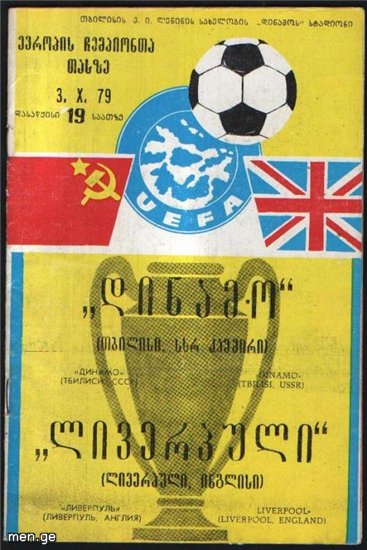 თბილისის ვ. ი. ლენინის სახელობის „დინამოს“ სტადიონი
ევროპის ჩემპიონთა
თასზე
3. X. 79
დასაწყისი 19 საათზე
UEFA
„დინამო“
(თბილისი, სსრ კავშირი)
«ДИНАМО»
(ТБИЛИСИ, СССР)
DINAMO-
(TBILISI, USSR)
„ლივერპული“
(ლივერპული, ინგლისი)
«ЛИВЕРПУЛЬ»
(ЛИВЕРПУЛЬ, АНГЛИЯ)
LIVERPOOL-
(LIVERPOOL, ENGLAND)
men.ge